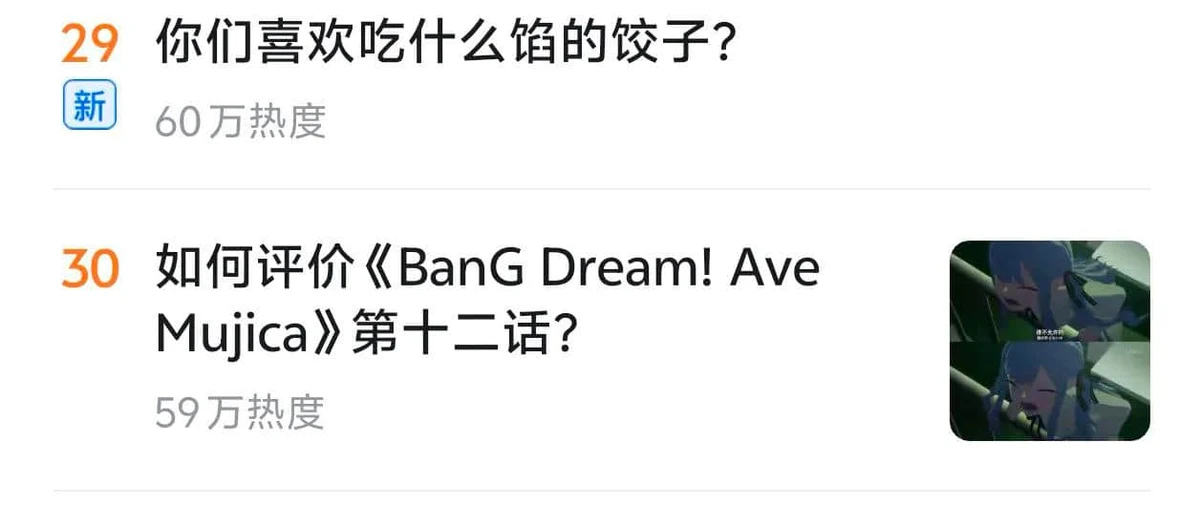 29 你们喜欢吃什么馅的饺子?
新
60万热度
30 如何评价《BanG Dream! Ave
Mujica》第十二话?
59万热度